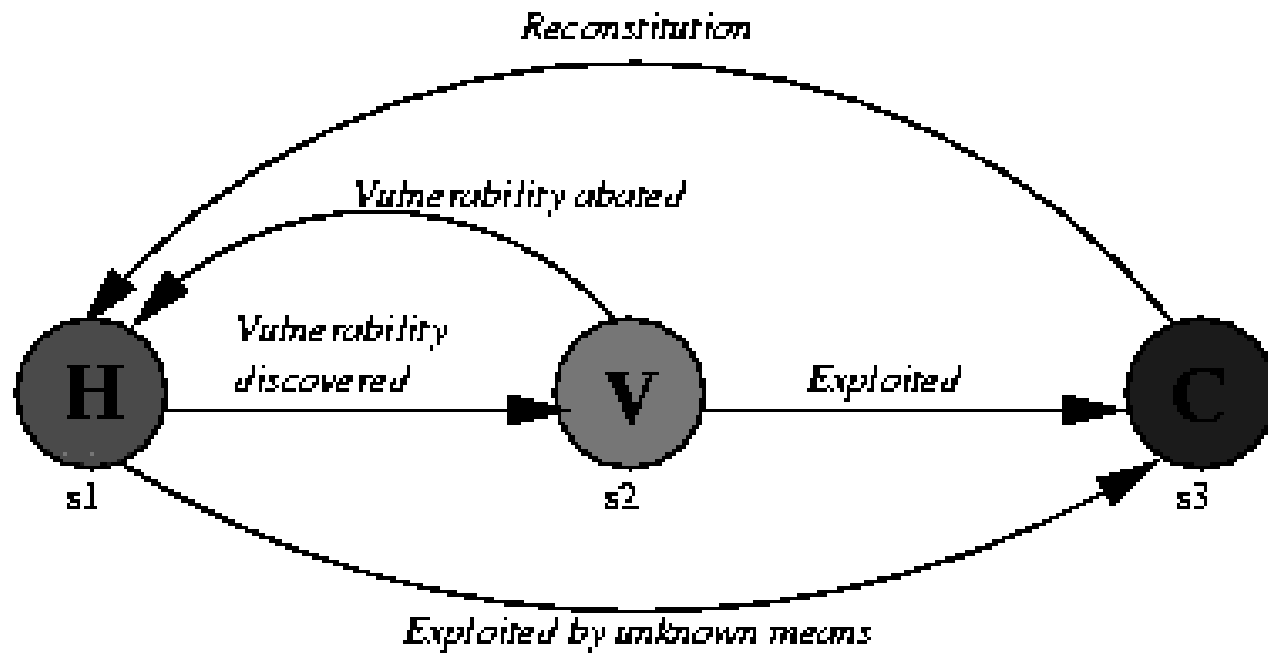 Reconstitution
Vulnerability abated
Vulnerability
discovered
Exploited
H
V
C
s1
s2
s3
Exploited by unknown means